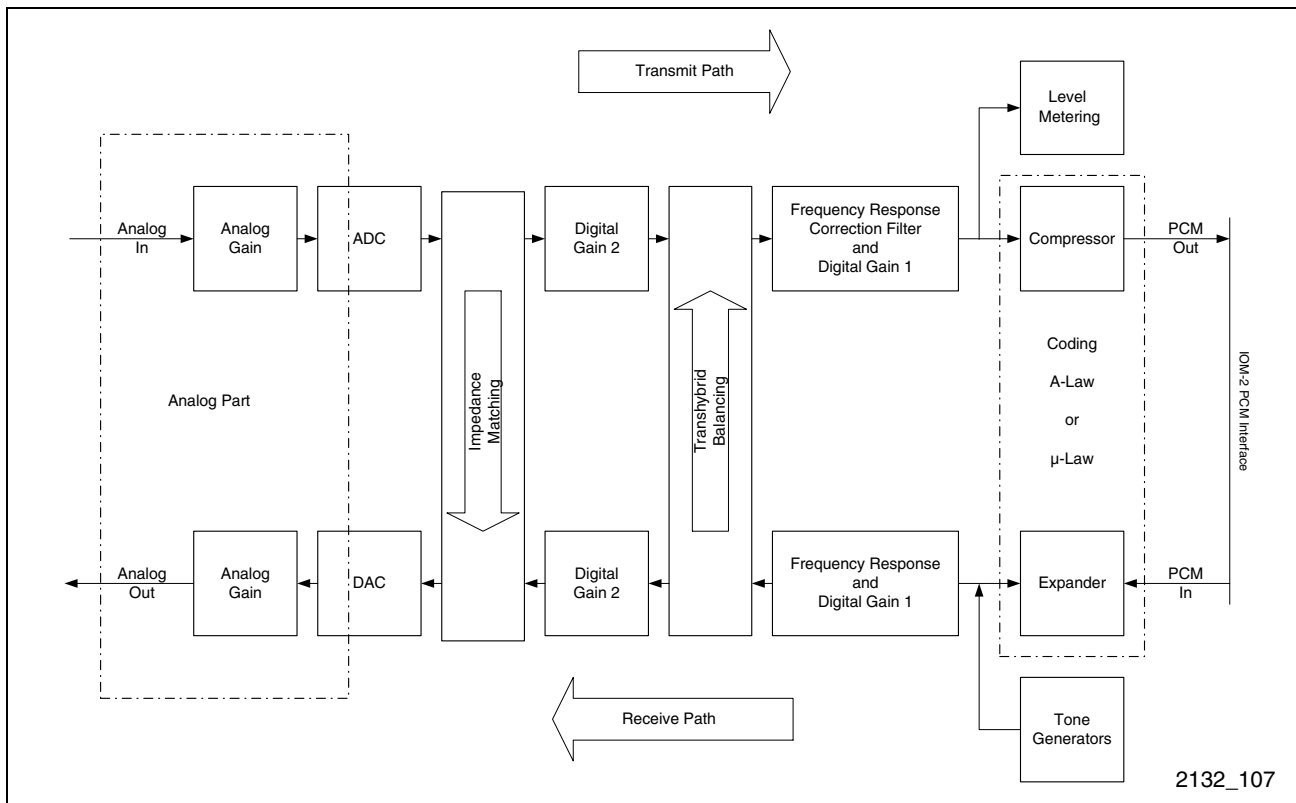 Transmit Path
Level
Metering
Analog
In
Analog
Gain
ADC
Digital
Gain 2
Frequency Response
Correction Filter
and
Digital Gain 1
Compressor
PCM
Out
Impedance
Matching
Transhybrid
Balancing
Analog Part
Coding
A-Law
or
µ-Law
IOM-2 PCM Interface
Analog
Out
Analog
Gain
DAC
Digital
Gain 2
Frequency Response
and
Digital Gain 1
Expander
PCM
In
Receive Path
Tone
Generators
2132_107